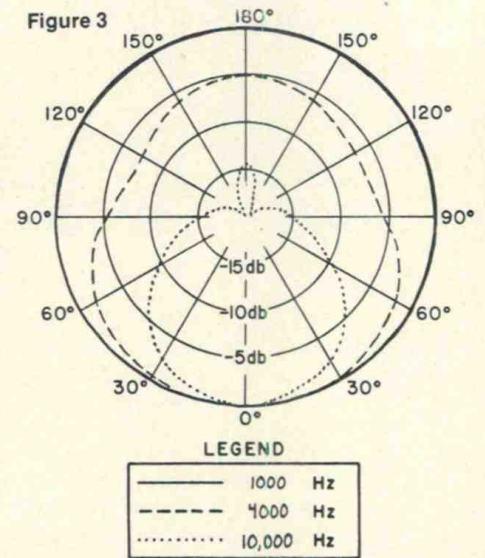 Figure 3
180°
150° 150°
120° 120°
90° 90°
-15db
60° 60°
-10db
-5db
30° 30°
0°
LEGEND
1000 Hz
4000 Hz
10,000 Hz